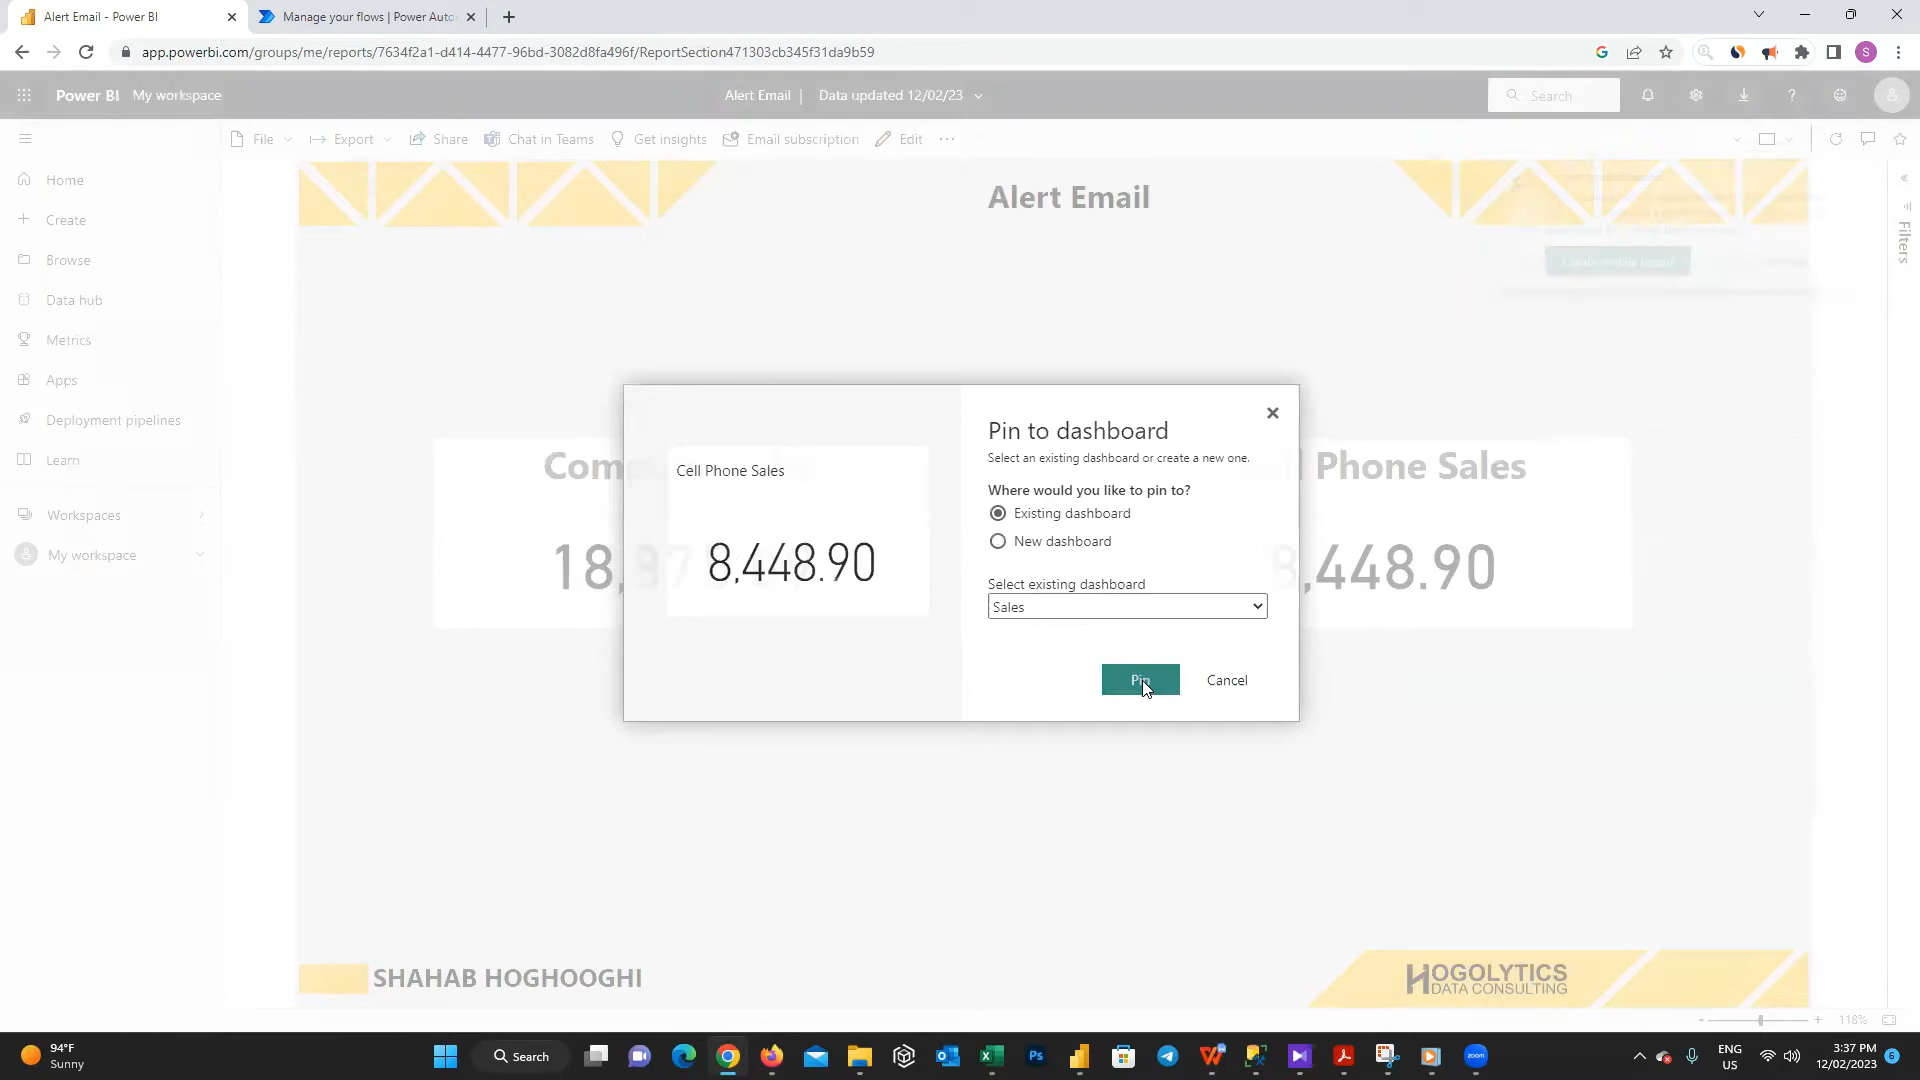 Alert Email - Power BI
Manage your flows | Power Auto
app.powerbi.com/groups/me/reports/7634f2a1-d414-4477-96bd-3082d8fa496f/ReportSection471303cb345f31da9b59
S
Power BI My workspace
Alert Email | Data updated 12/02/23
Search
File
Export
Share
Chat in Teams
Get insights
Email subscription
Edit
Home
Create
Browse
Data hub
Metrics
Apps
Deployment pipelines
Learn
Workspaces
My workspace
Alert Email
Filters
Com
18,
Phone Sales
8,448.90
Cell Phone Sales
8,448.90
Pin to dashboard
Select an existing dashboard or create a new one.
Where would you like to pin to?
Existing dashboard
New dashboard
Select existing dashboard
Sales
Pin
Cancel
SHAHAB HOGHOOGHI
HOGOLYTICS
DATA CONSULTING
118%
94°F
Sunny
Search
Ps
zoom
ENG
US
3:37 PM
12/02/2023
6